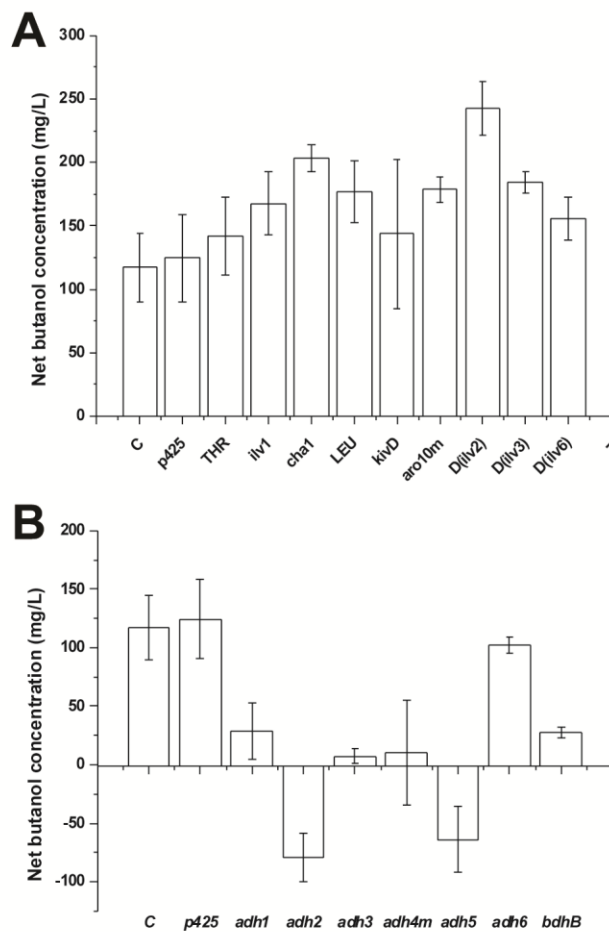 A
300
250
200
150
100
50
0
Net butanol concentration (mg/L)
C p425 THR ilv1 cha1 LEU kivD aro10m D(ilv2) D(ilv3) D(ilv6)
B
200
150
100
50
0
-50
-100
Net butanol concentration (mg/L)
C p425 adh1 adh2 adh3 adh4m adh5 adh6 bdhB